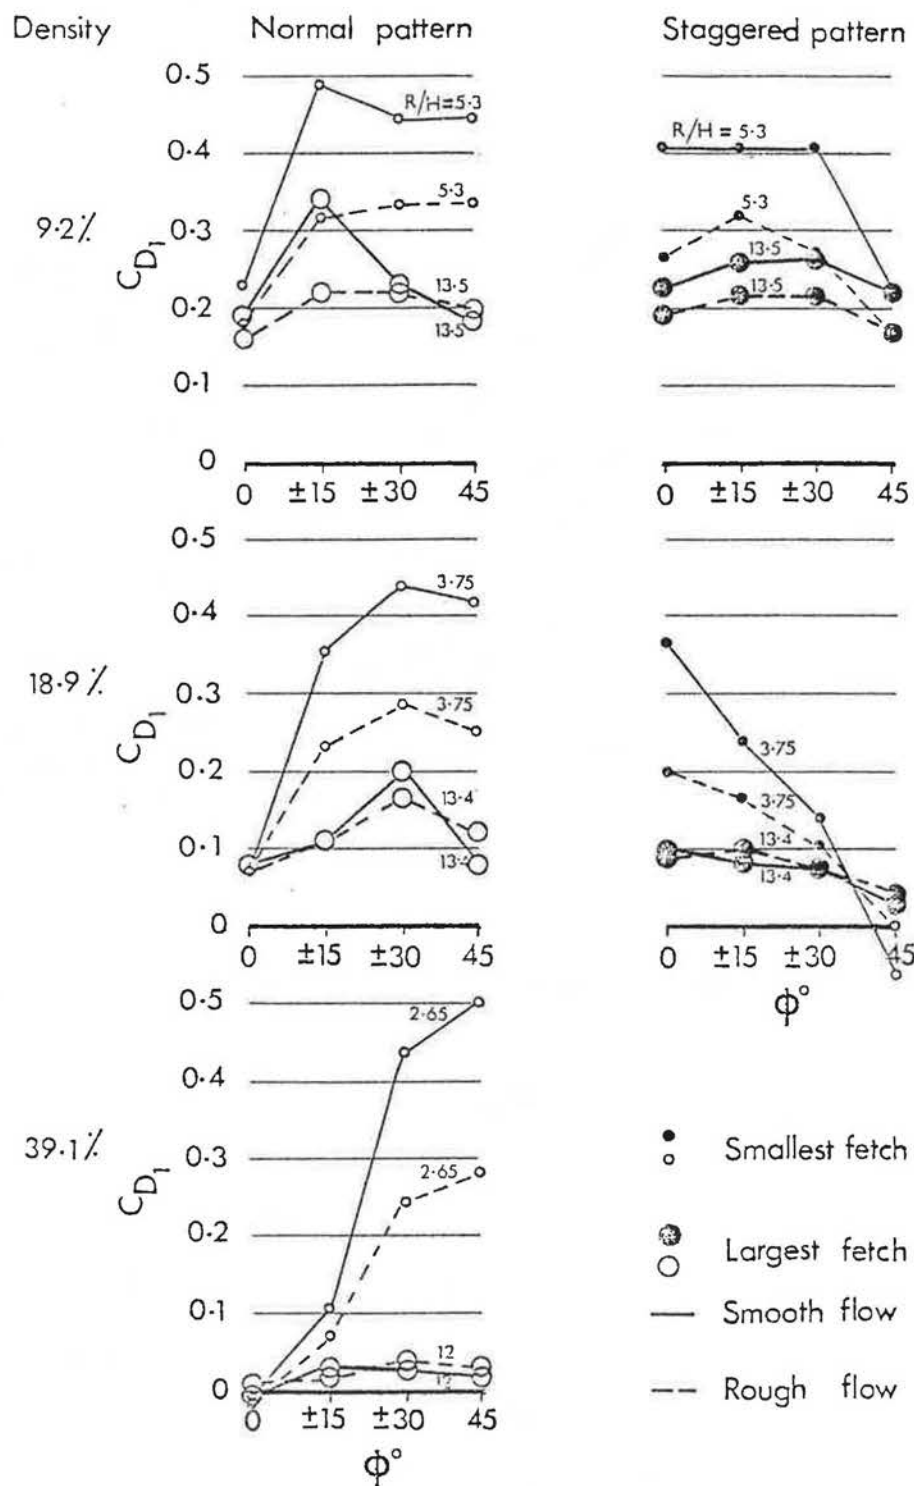 Density Normal pattern Staggered pattern
9.2%
C_D1
0.5
0.4
0.3
0.2
0.1
0
R/H=5.3
5.3
13.5
13.5
0 ±15 ±30 45
R/H = 5.3
5.3
13.5
13.5
0 ±15 ±30 45
18.9%
C_D1
0.5
0.4
0.3
0.2
0.1
0
3.75
3.75
13.4
13.4
0 ±15 ±30 45
3.75
3.75
13.4
13.4
0 ±15 ±30 45
ϕ°
39.1%
C_D1
0.5
0.4
0.3
0.2
0.1
0
2.65
2.65
12
12
0 ±15 ±30 45
ϕ°
Smallest fetch
Largest fetch
Smooth flow
Rough flow